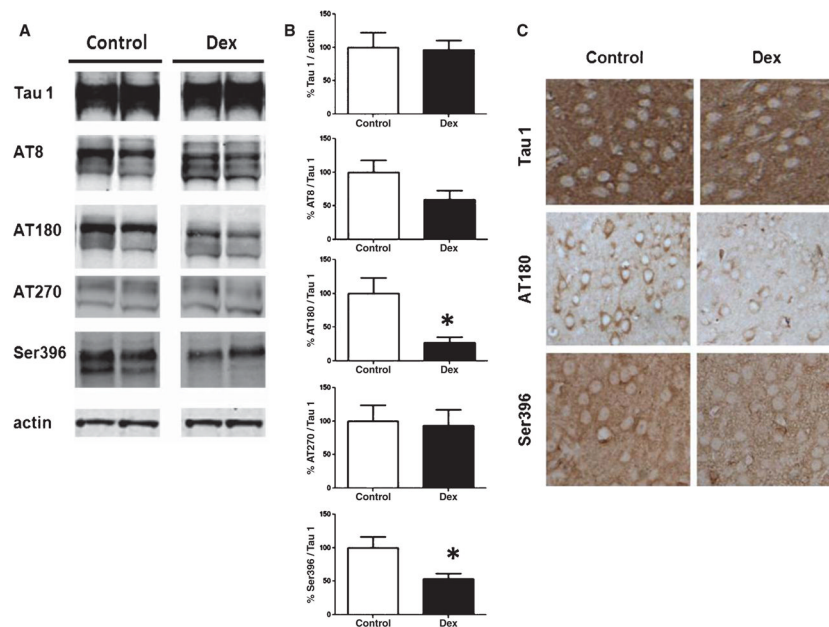 A
Control Dex
Tau 1
AT8
AT180
AT270
Ser396
actin
B
% Tau 1 / actin
150
100
50
0
Control Dex
% AT8 / Tau 1
150
100
50
0
Control Dex
% AT180 / Tau 1
150
100
50
0
*
Control Dex
% AT270 / Tau 1
150
100
50
0
Control Dex
% Ser396 / Tau 1
150
100
50
0
*
Control Dex
C
Control Dex
Tau 1
AT180
Ser396